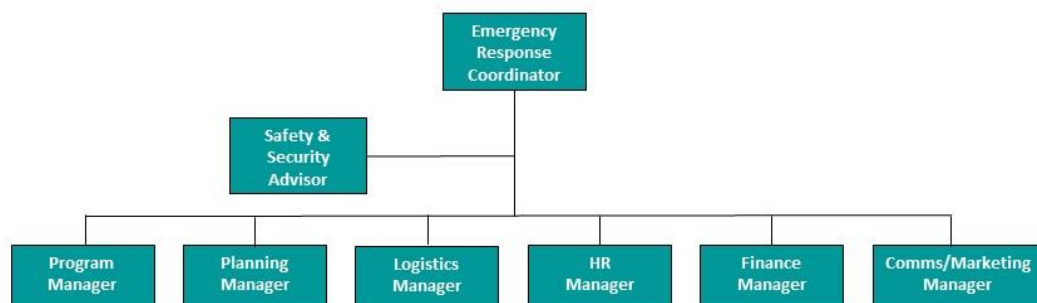 Emergency
Response
Coordinator
Safety &
Security
Advisor
Program
Manager
Planning
Manager
Logistics
Manager
HR
Manager
Finance
Manager
Comms/Marketing
Manager